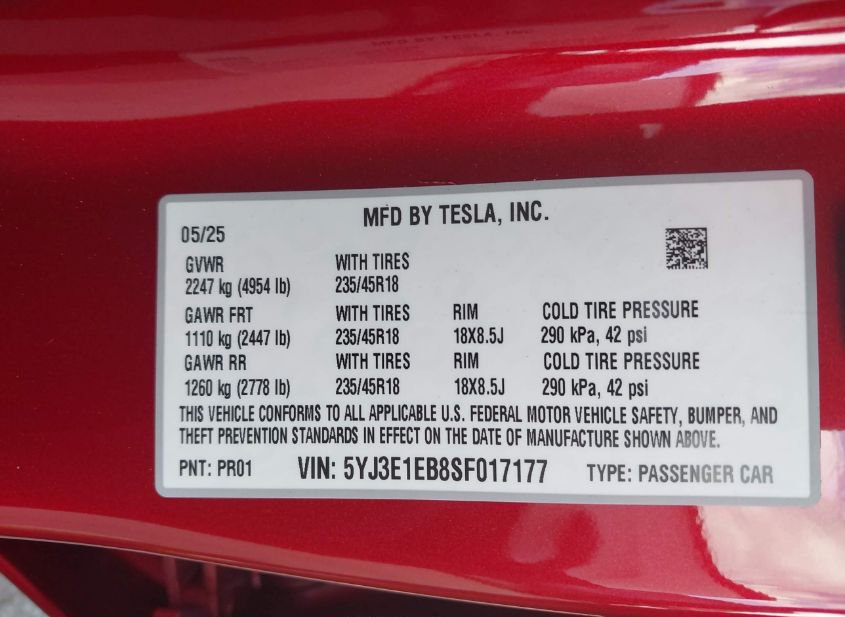 MFD BY TESLA, INC.
05/25
GVWR WITH TIRES
2247 kg (4954 lb) 235/45R18
GAWR FRT WITH TIRES RIM COLD TIRE PRESSURE
1110 kg (2447 lb) 235/45R18 18X8.5J 290 kPa, 42 psi
GAWR RR WITH TIRES RIM COLD TIRE PRESSURE
1260 kg (2778 lb) 235/45R18 18X8.5J 290 kPa, 42 psi
THIS VEHICLE CONFORMS TO ALL APPLICABLE U.S. FEDERAL MOTOR VEHICLE SAFETY, BUMPER, AND
THEFT PREVENTION STANDARDS IN EFFECT ON THE DATE OF MANUFACTURE SHOWN ABOVE.
PNT: PR01 VIN: 5YJ3E1EB8SF017177 TYPE: PASSENGER CAR